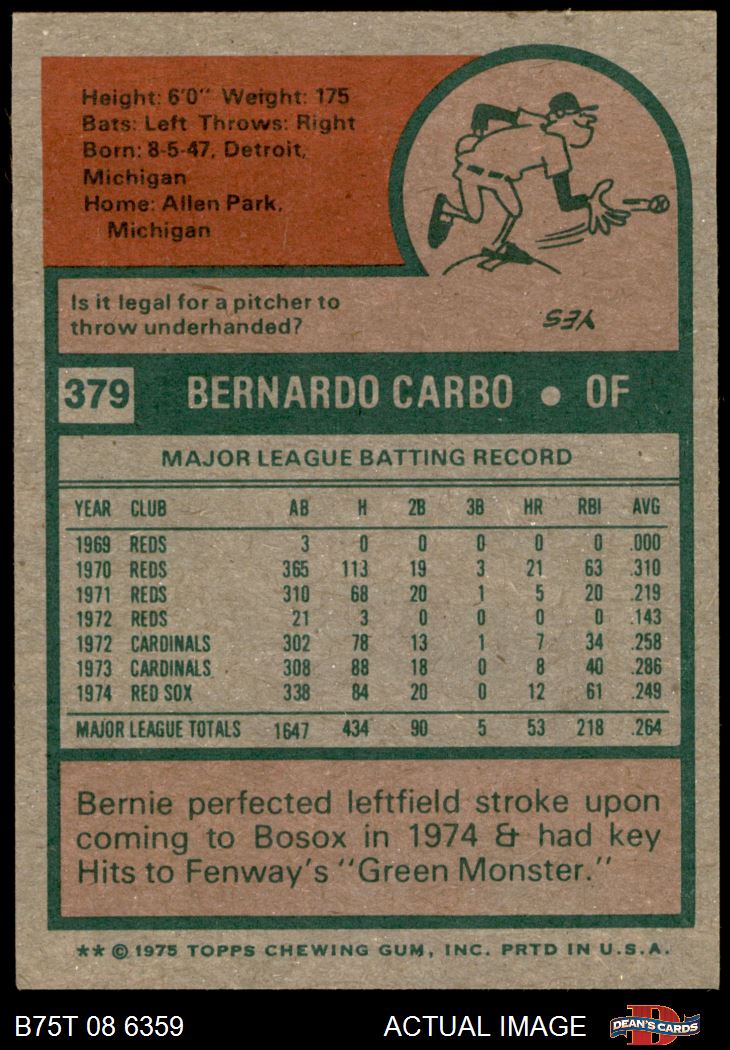 Height: 6'0" Weight: 175
Bats: Left Throws: Right
Born: 8-5-47, Detroit,
Michigan
Home: Allen Park,
Michigan
Is it legal for a pitcher to
throw underhanded?
YES
379 BERNARDO CARBO • OF
MAJOR LEAGUE BATTING RECORD
YEAR CLUB AB H 2B 3B HR RBI AVG
1969 REDS 3 0 0 0 0 0 .000
1970 REDS 365 113 19 3 21 63 .310
1971 REDS 310 68 20 1 5 20 .219
1972 REDS 21 3 0 0 0 0 .143
1972 CARDINALS 302 78 13 1 7 34 .258
1973 CARDINALS 308 88 18 0 8 40 .286
1974 RED SOX 338 84 20 0 12 61 .249
MAJOR LEAGUE TOTALS 1647 434 90 5 53 218 .264
Bernie perfected leftfield stroke upon
coming to Bosox in 1974 & had key
Hits to Fenway's "Green Monster."
** © 1975 TOPPS CHEWING GUM, INC. PRTD IN U.S.A.
B75T 08 6359 ACTUAL IMAGE
D
DEAN'S CARDS